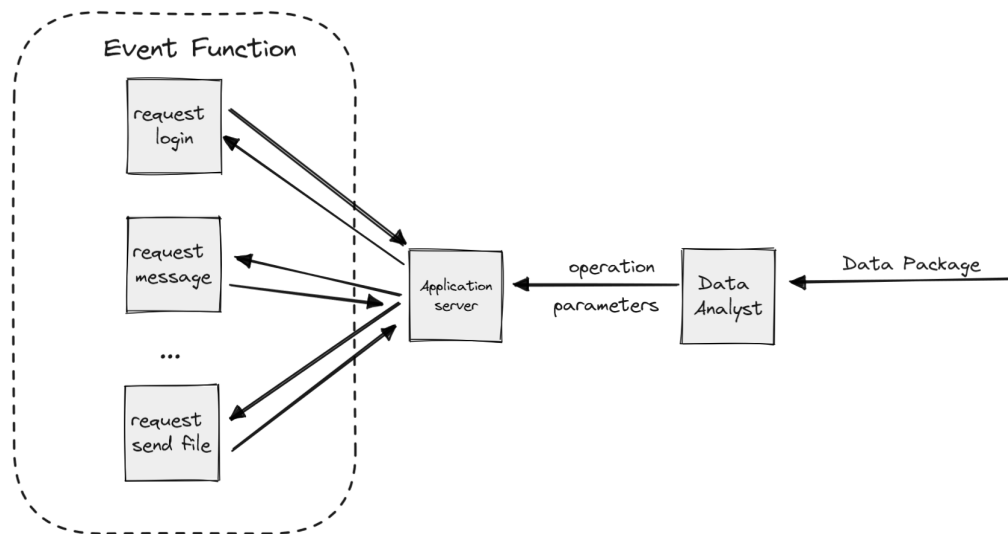 Event Function
request
login
request
message
...
request
send file
Application
server
operation
parameters
Data
Analyst
Data Package